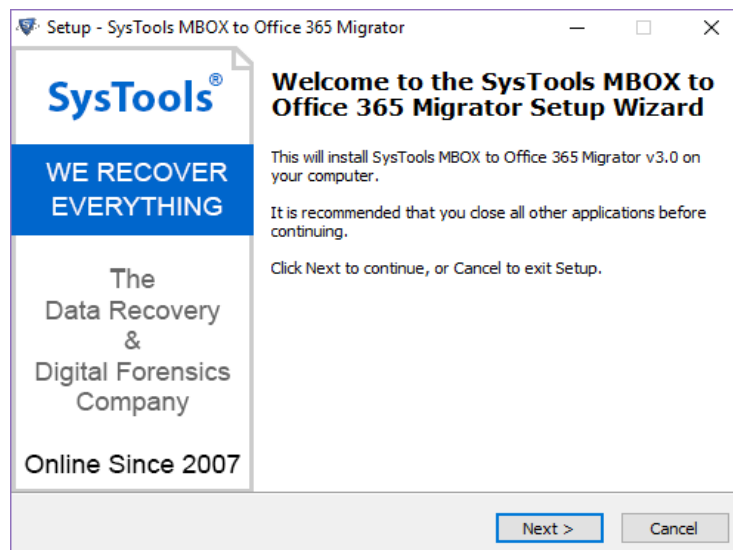 Setup - SysTools MBOX to Office 365 Migrator
SysTools®
WE RECOVER
EVERYTHING
The
Data Recovery
&
Digital Forensics
Company
Online Since 2007
Welcome to the SysTools MBOX to
Office 365 Migrator Setup Wizard
This will install SysTools MBOX to Office 365 Migrator v3.0 on
your computer.
It is recommended that you close all other applications before
continuing.
Click Next to continue, or Cancel to exit Setup.
Next >
Cancel